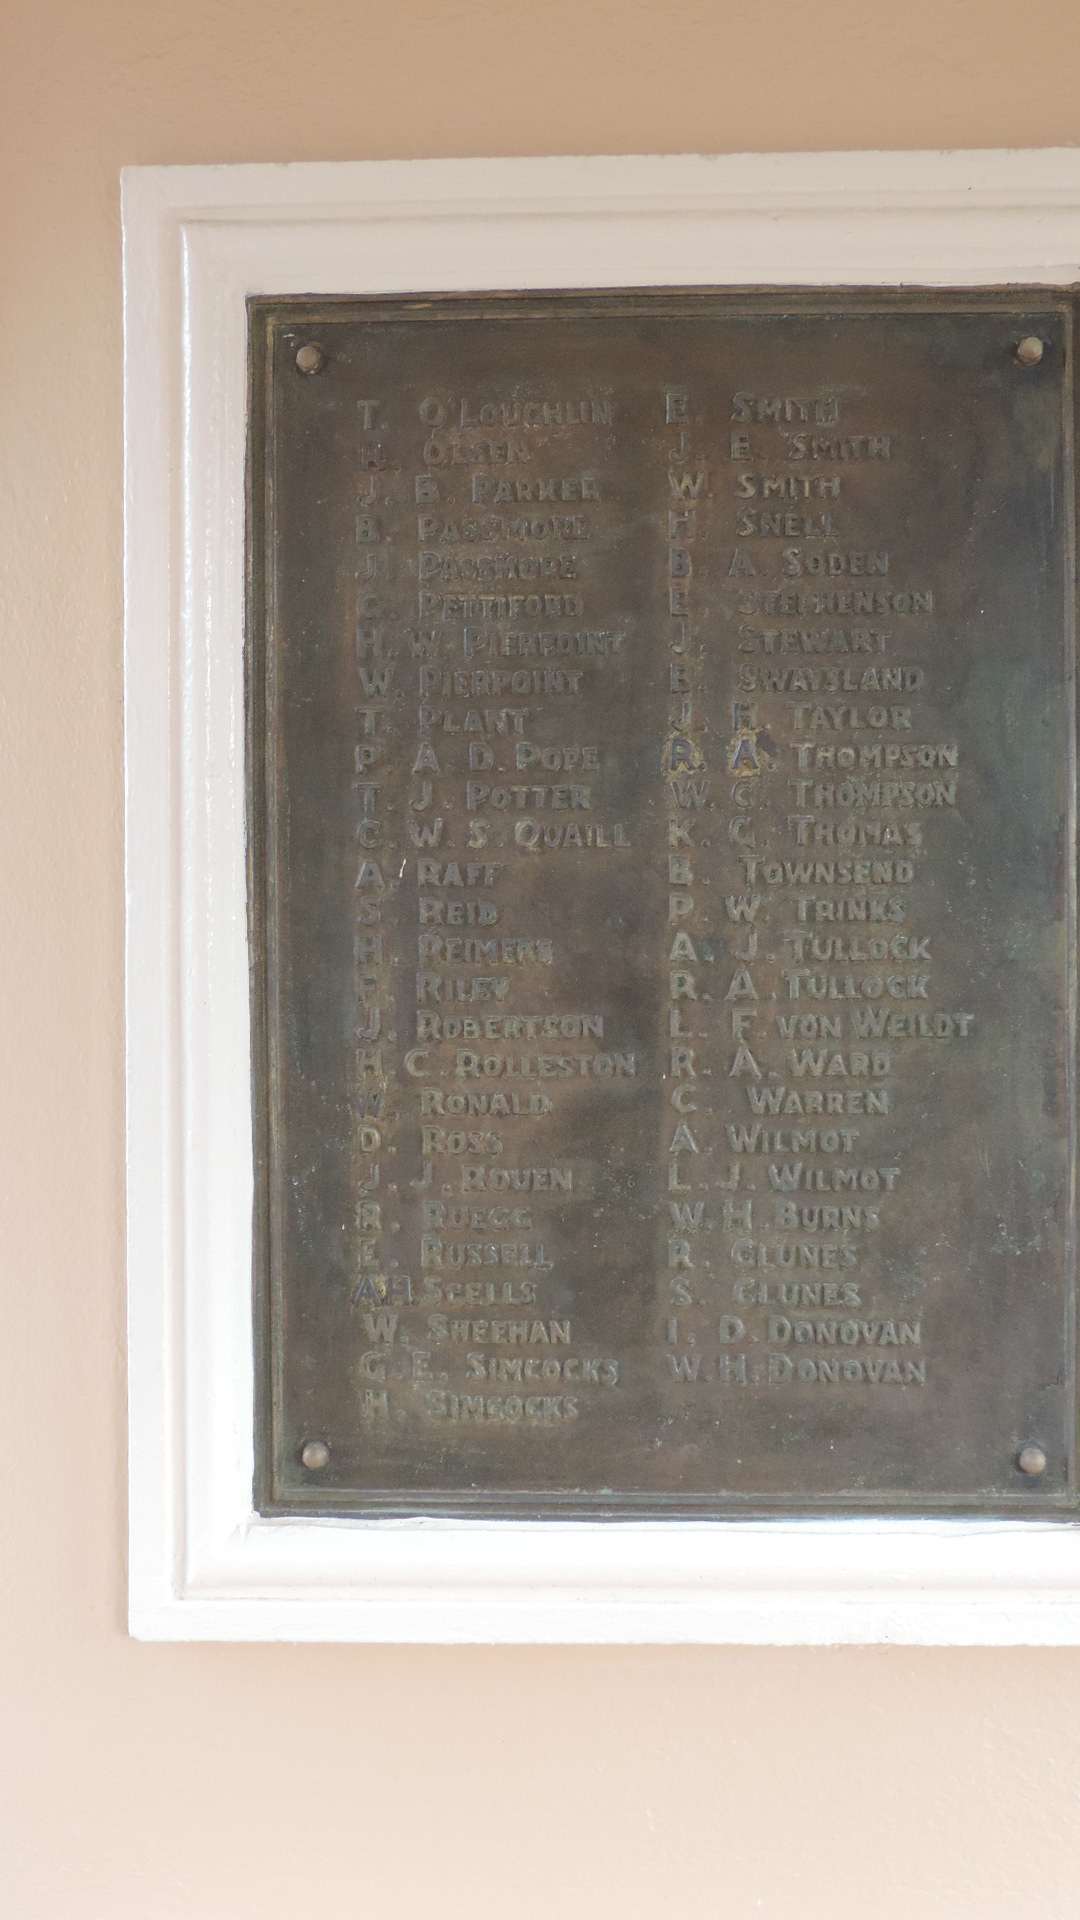 T. O'LOUGHLIN
R. OLSEN
J. B. PARKER
B. PASSMORE
J. PASSMORE
C. PETTIFORD
H. W. PIERPOINT
W. PIERPOINT
T. PLANT
P. A. D. POPE
T. J. POTTER
C. W. S. QUAILL
A. RAFF
S. REID
H. REIMERS
F. RILEY
J. ROBERTSON
H. C. ROLLESTON
W. RONALD
D. ROSS
J. J. ROUEN
R. RUEGG
E. RUSSELL
AH SCELLS
W. SHEEHAN
G. E. SIMCOCKS
H. SIMCOCKS
E. SMITH
J. E. SMITH
W. SMITH
H. SNELL
B. A. SODEN
E. STEPHENSON
J. STEWART
E. SWAYSLAND
J. H. TAYLOR
R. A. THOMPSON
W. C. THOMPSON
K. G. THOMAS
B. TOWNSEND
P. W. TRINKS
A. J. TULLOCK
R. A. TULLOCK
L. F. VON WEILDT
R. A. WARD
C. WARREN
A. WILMOT
L. J. WILMOT
W. H. BURNS
R. CLUNES
S. CLUNES
I. D. DONOVAN
W. H. DONOVAN